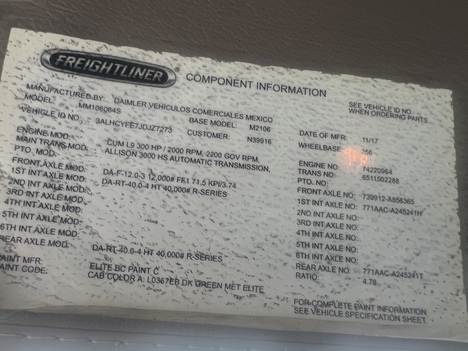 FREIGHTLINER
COMPONENT INFORMATION
SEE VEHICLE ID NO
WHEN ORDERING PARTS
MANUFACTURED BY: DAIMLER VEHICULOS COMERCIALES MEXICO
MODEL: MM106064S BASE MODEL: M2106
VEHICLE ID NO: 3ALHCYFE7JDJZ7275 CUSTOMER: N39916
DATE OF MFR: 11/17
WHEELBASE
ENGINE MOD: CUM L9 300 HP / 2000 RPM, 2200 GOV RPM,
MAIN TRANS MOD: ALLISON 3000 HS AUTOMATIC TRANSMISSION,
PTO. MOD:
ENGINE NO: 74220964
TRANS NO: 6511502288
PTO. NO:
FRONT AXLE MOD: DA-F-12.0-3 12,000# FF1 71.5 KPI/3.74
1ST INT AXLE MOD: DA-RT-40.0-4 HT 40,000# R-SERIES
2ND INT AXLE MOD:
3RD INT AXLE MOD:
4TH INT AXLE MOD:
5TH INT AXLE MOD:
6TH INT AXLE MOD:
REAR AXLE MOD: DA-RT-40.0-4 HT 40,000# R-SERIES
FRONT AXLE NO: 739912-A858365
1ST INT AXLE NO: 771AAC-A245241H
2ND INT AXLE NO:
3RD INT AXLE NO:
4TH INT AXLE NO:
5TH INT AXLE NO:
6TH INT AXLE NO:
REAR AXLE NO: 771AAC-A245241T
RATIO: 4.78
PAINT MFR: ELITE BC PAINT C
PAINT CODE: CAB COLOR A: L0367EB DK GREEN MET ELITE
FOR COMPLETE PAINT INFORMATION
SEE VEHICLE SPECIFICATION SHEET